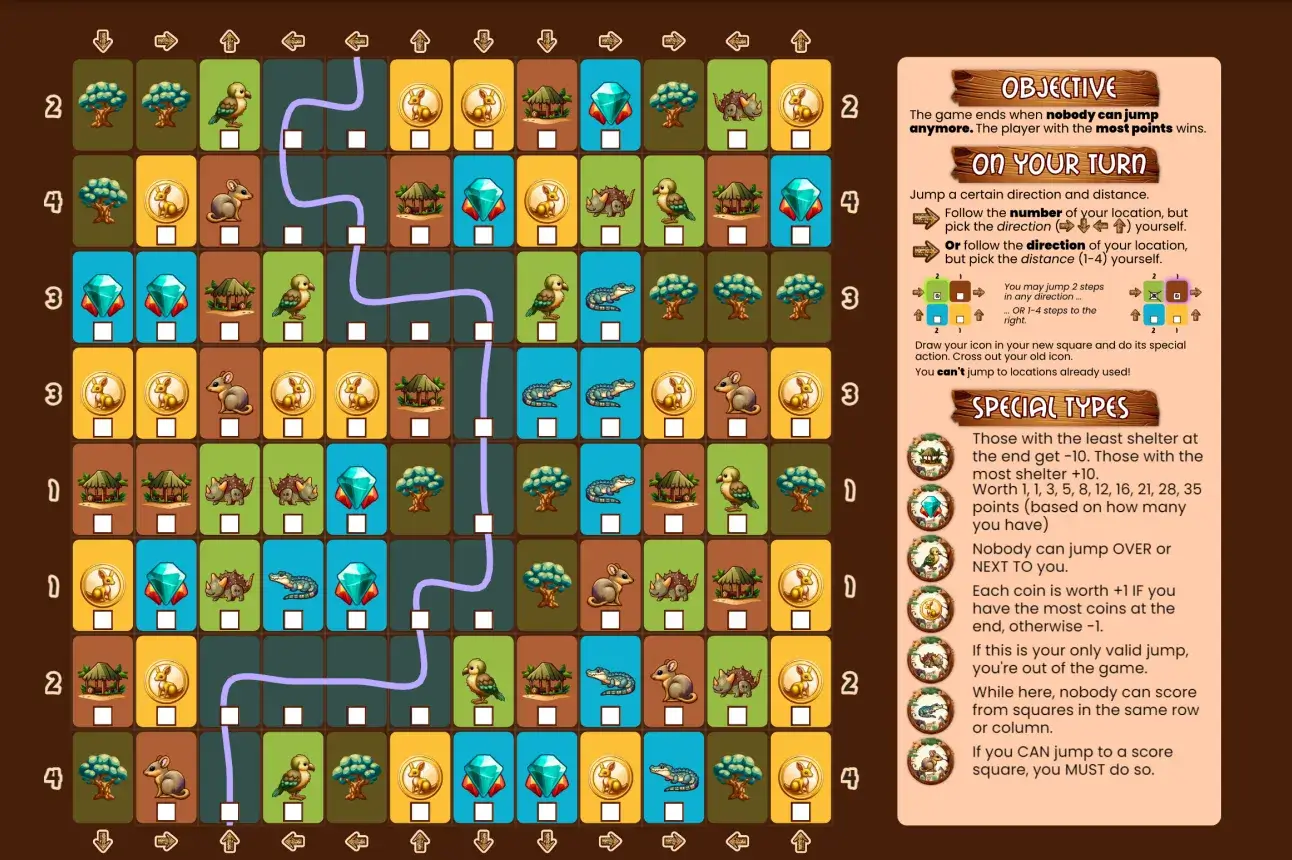 2 2
4 4
3 3
3 3
1 1
1 1
2 2
4 4
OBJECTIVE
The game ends when nobody can jump
anymore. The player with the most points wins.
ON YOUR TURN
Jump a certain direction and distance.
Follow the number of your location, but
pick the direction ( ) yourself.
Or follow the direction of your location,
but pick the distance (1-4) yourself.
2 1
You may jump 2 steps
in any direction ...
... OR 1-4 steps to the
right.
2 1
2 1
2 1
Draw your icon in your new square and do its special
action. Cross out your old icon.
You can't jump to locations already used!
SPECIAL TYPES
Those with the least shelter at
the end get -10. Those with the
most shelter +10.
Worth 1, 1, 3, 5, 8, 12, 16, 21, 28, 35
points (based on how many
you have)
Nobody can jump OVER or
NEXT TO you.
Each coin is worth +1 IF you
have the most coins at the
end, otherwise -1.
If this is your only valid jump,
you're out of the game.
While here, nobody can score
from squares in the same row
or column.
If you CAN jump to a score
square, you MUST do so.